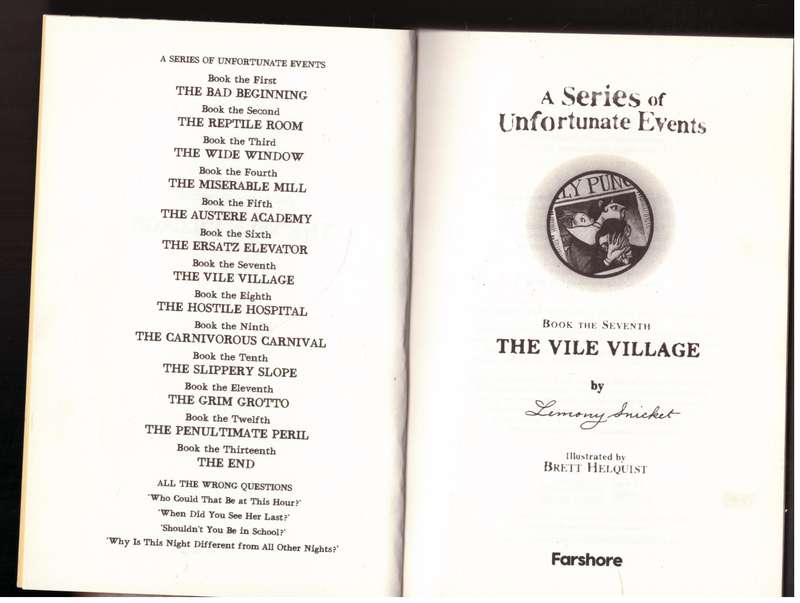 A SERIES OF UNFORTUNATE EVENTS
Book the First
THE BAD BEGINNING
Book the Second
THE REPTILE ROOM
Book the Third
THE WIDE WINDOW
Book the Fourth
THE MISERABLE MILL
Book the Fifth
THE AUSTERE ACADEMY
Book the Sixth
THE ERSATZ ELEVATOR
Book the Seventh
THE VILE VILLAGE
Book the Eighth
THE HOSTILE HOSPITAL
Book the Ninth
THE CARNIVOROUS CARNIVAL
Book the Tenth
THE SLIPPERY SLOPE
Book the Eleventh
THE GRIM GROTTO
Book the Twelfth
THE PENULTIMATE PERIL
Book the Thirteenth
THE END
ALL THE WRONG QUESTIONS
'Who Could That Be at This Hour?'
'When Did You See Her Last?'
'Shouldn't You Be in School?'
'Why Is This Night Different from All Other Nights?'
A Series of
Unfortunate Events
LY PUNC
BOOK THE SEVENTH
THE VILE VILLAGE
by
Lemony Snicket
Illustrated by
BRETT HELQUIST
Farshore